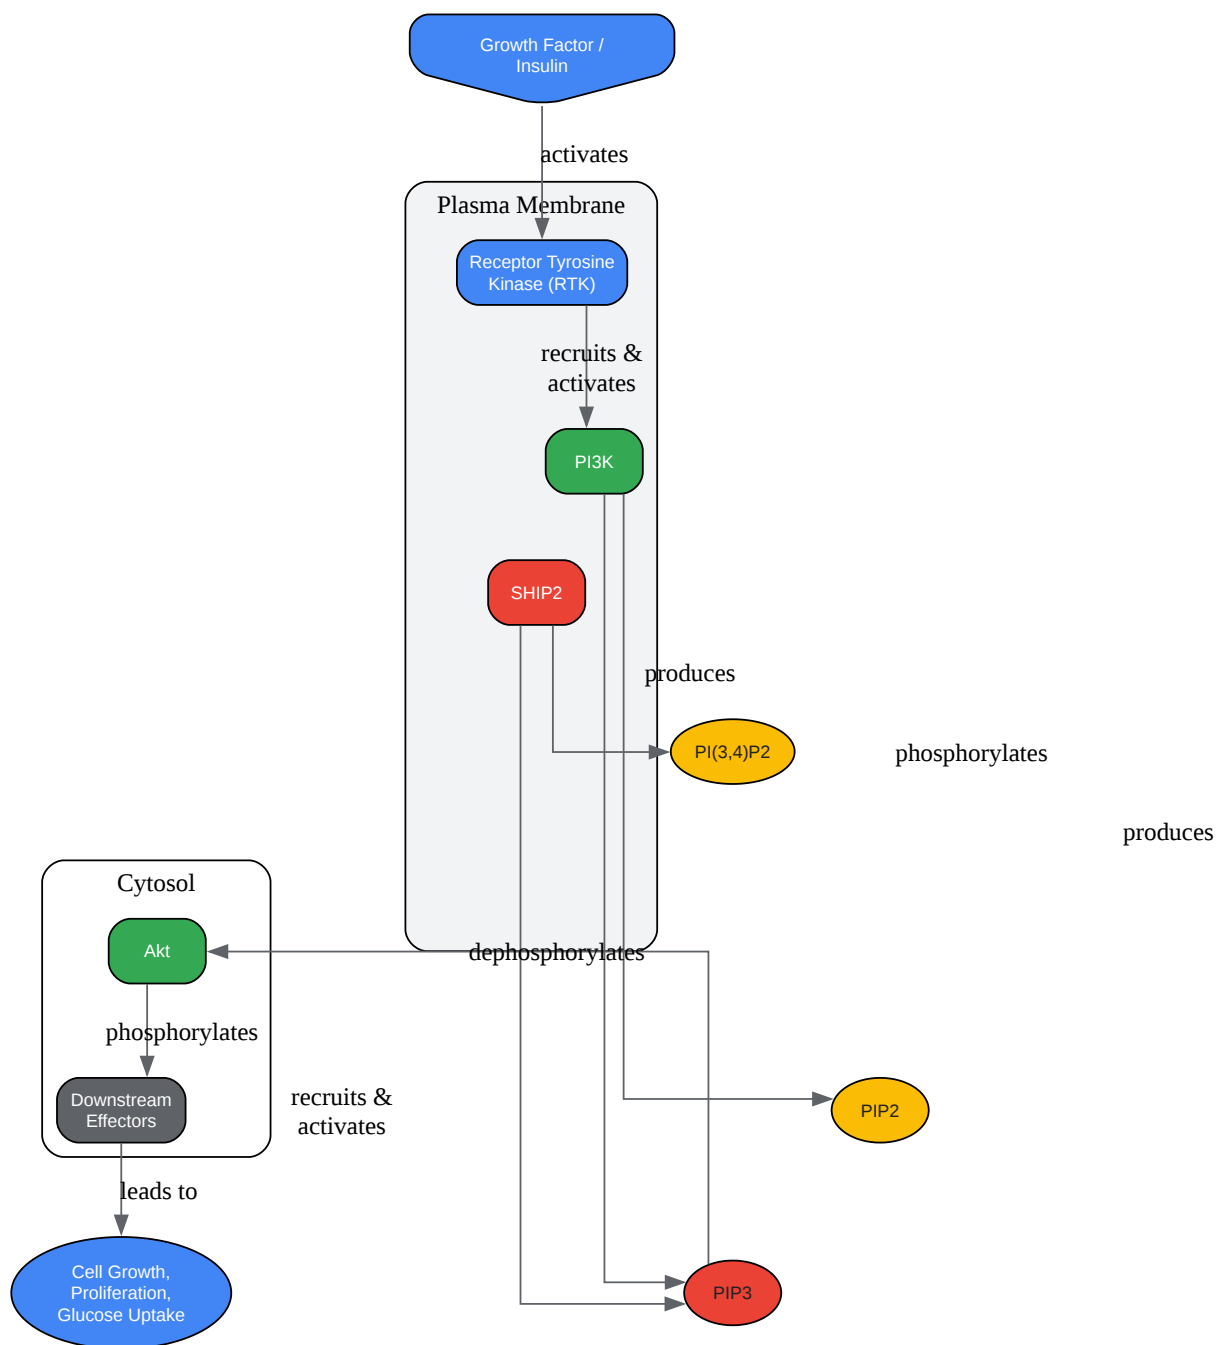 Growth Factor /
Insulin
activates
Plasma Membrane
Receptor Tyrosine
Kinase (RTK)
recruits &
activates
PI3K
SHIP2
produces
PI(3,4)P2
phosphorylates
produces
Cytosol
Akt
dephosphorylates
phosphorylates
Downstream
Effectors
recruits &
activates
PIP2
leads to
Cell Growth,
Proliferation,
Glucose Uptake
PIP3